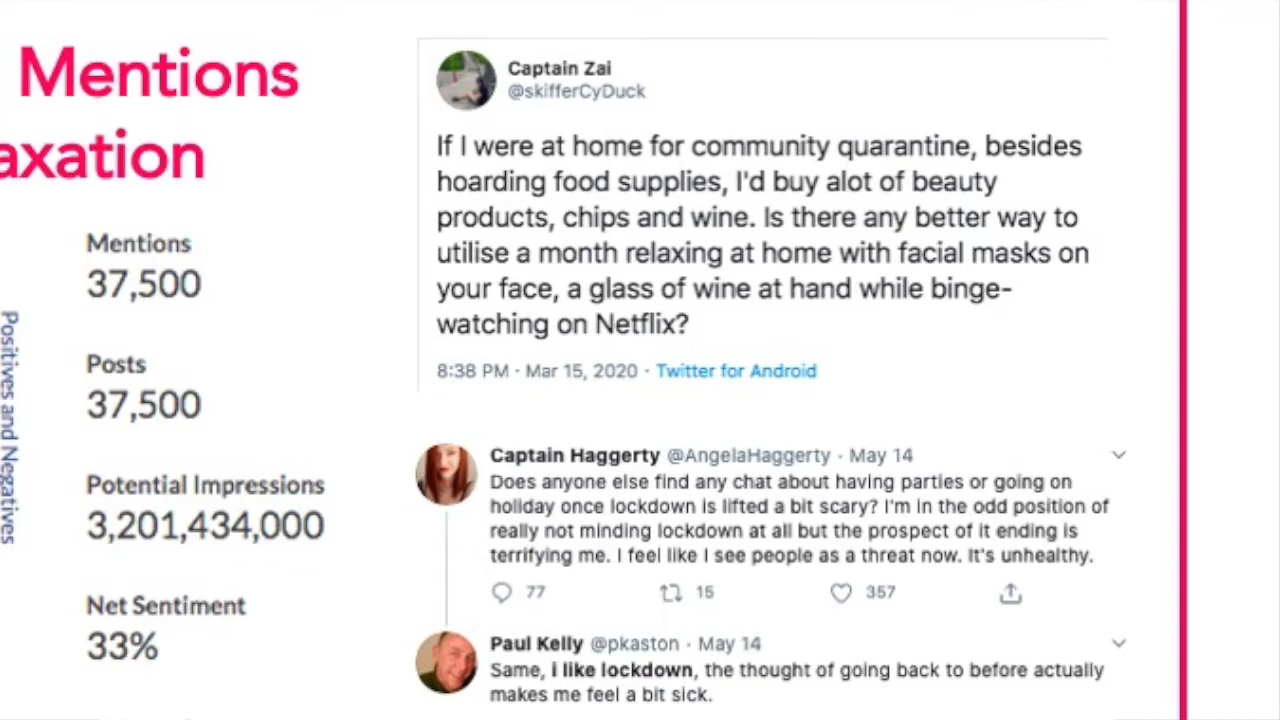 Mentions
axation
Mentions
37,500
Posts
37,500
Potential Impressions
3,201,434,000
Net Sentiment
33%
Positives and Negatives
Captain Zai
@skifferCyDuck
If I were at home for community quarantine, besides
hoarding food supplies, I'd buy alot of beauty
products, chips and wine. Is there any better way to
utilise a month relaxing at home with facial masks on
your face, a glass of wine at hand while binge-
watching on Netflix?
8:38 PM · Mar 15, 2020 · Twitter for Android
Captain Haggerty @AngelaHaggerty · May 14
Does anyone else find any chat about having parties or going on
holiday once lockdown is lifted a bit scary? I'm in the odd position of
really not minding lockdown at all but the prospect of it ending is
terrifying me. I feel like I see people as a threat now. It's unhealthy.
77 15 357
Paul Kelly @pkaston · May 14
Same, i like lockdown, the thought of going back to before actually
makes me feel a bit sick.